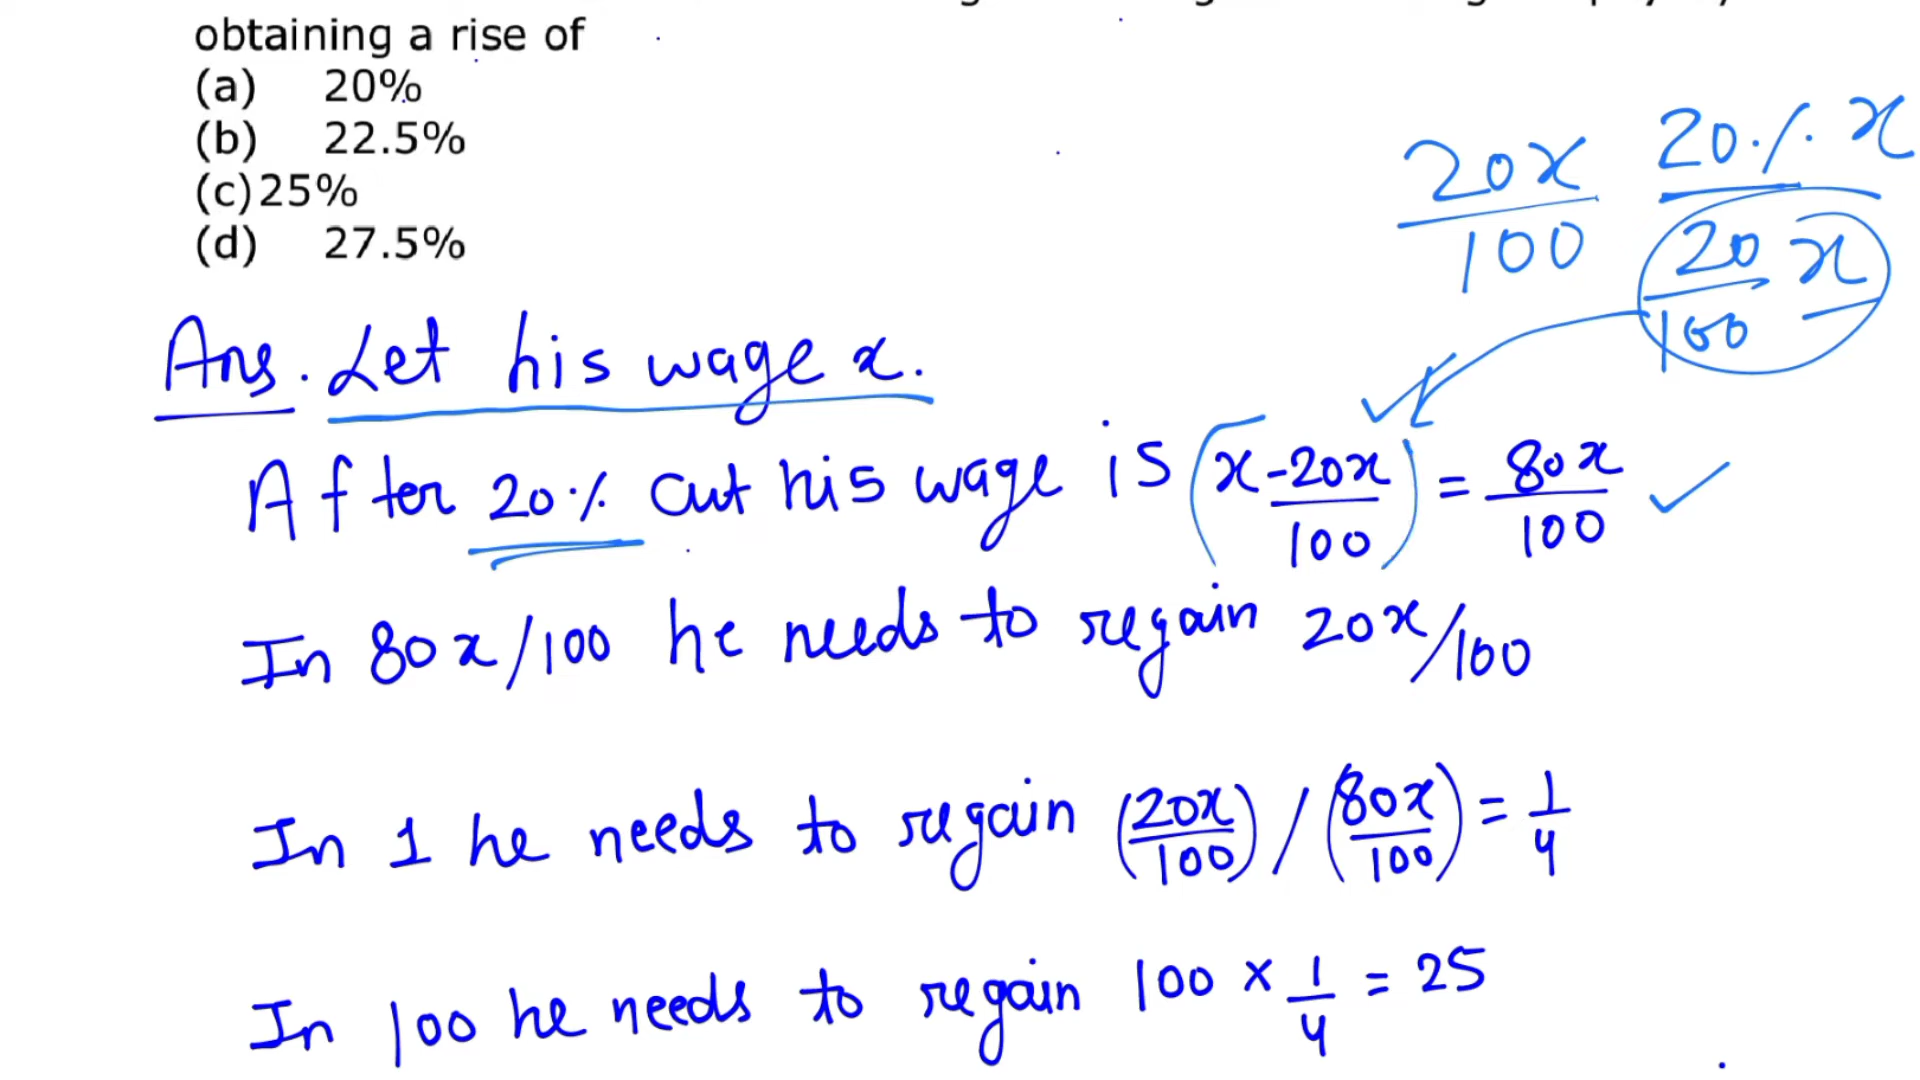 obtaining a rise of
(a) 20%
(b) 22.5%
(c) 25%
(d) 27.5%
20x/100
20% x
20/100 x
Ans. Let his wage x.
After 20% cut his wage is (x-20x/100) = 80x/100
In 80x/100 he needs to regain 20x/100
In 1 he needs to regain (20x/100) / (80x/100) = 1/4
In 100 he needs to regain 100 × 1/4 = 25